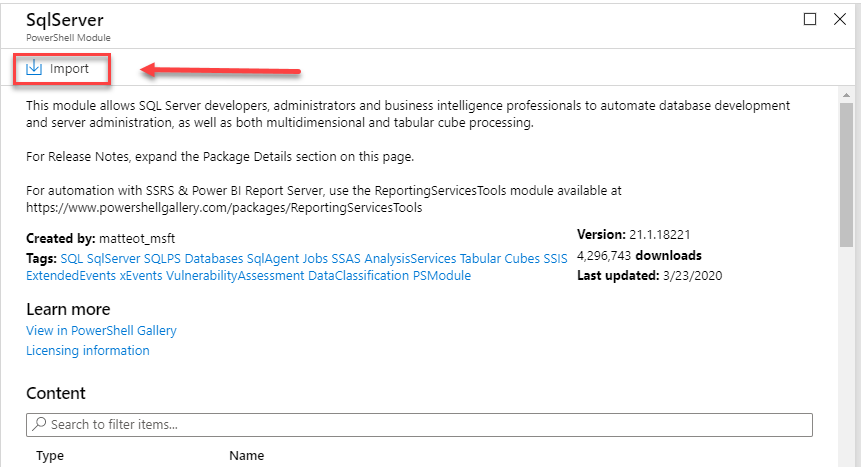 SqlServer
PowerShell Module
Import
This module allows SQL Server developers, administrators and business intelligence professionals to automate database development
and server administration, as well as both multidimensional and tabular cube processing.
For Release Notes, expand the Package Details section on this page.
For automation with SSRS & Power BI Report Server, use the ReportingServicesTools module available at
https://www.powershellgallery.com/packages/ReportingServicesTools
Created by: matteot_msft
Tags: SQL SqlServer SQLPS Databases SqlAgent Jobs SSAS AnalysisServices Tabular Cubes SSIS
ExtendedEvents xEvents VulnerabilityAssessment DataClassification PSModule
Version: 21.1.18221
4,296,743 downloads
Last updated: 3/23/2020
Learn more
View in PowerShell Gallery
Licensing information
Content
Search to filter items...
Type Name